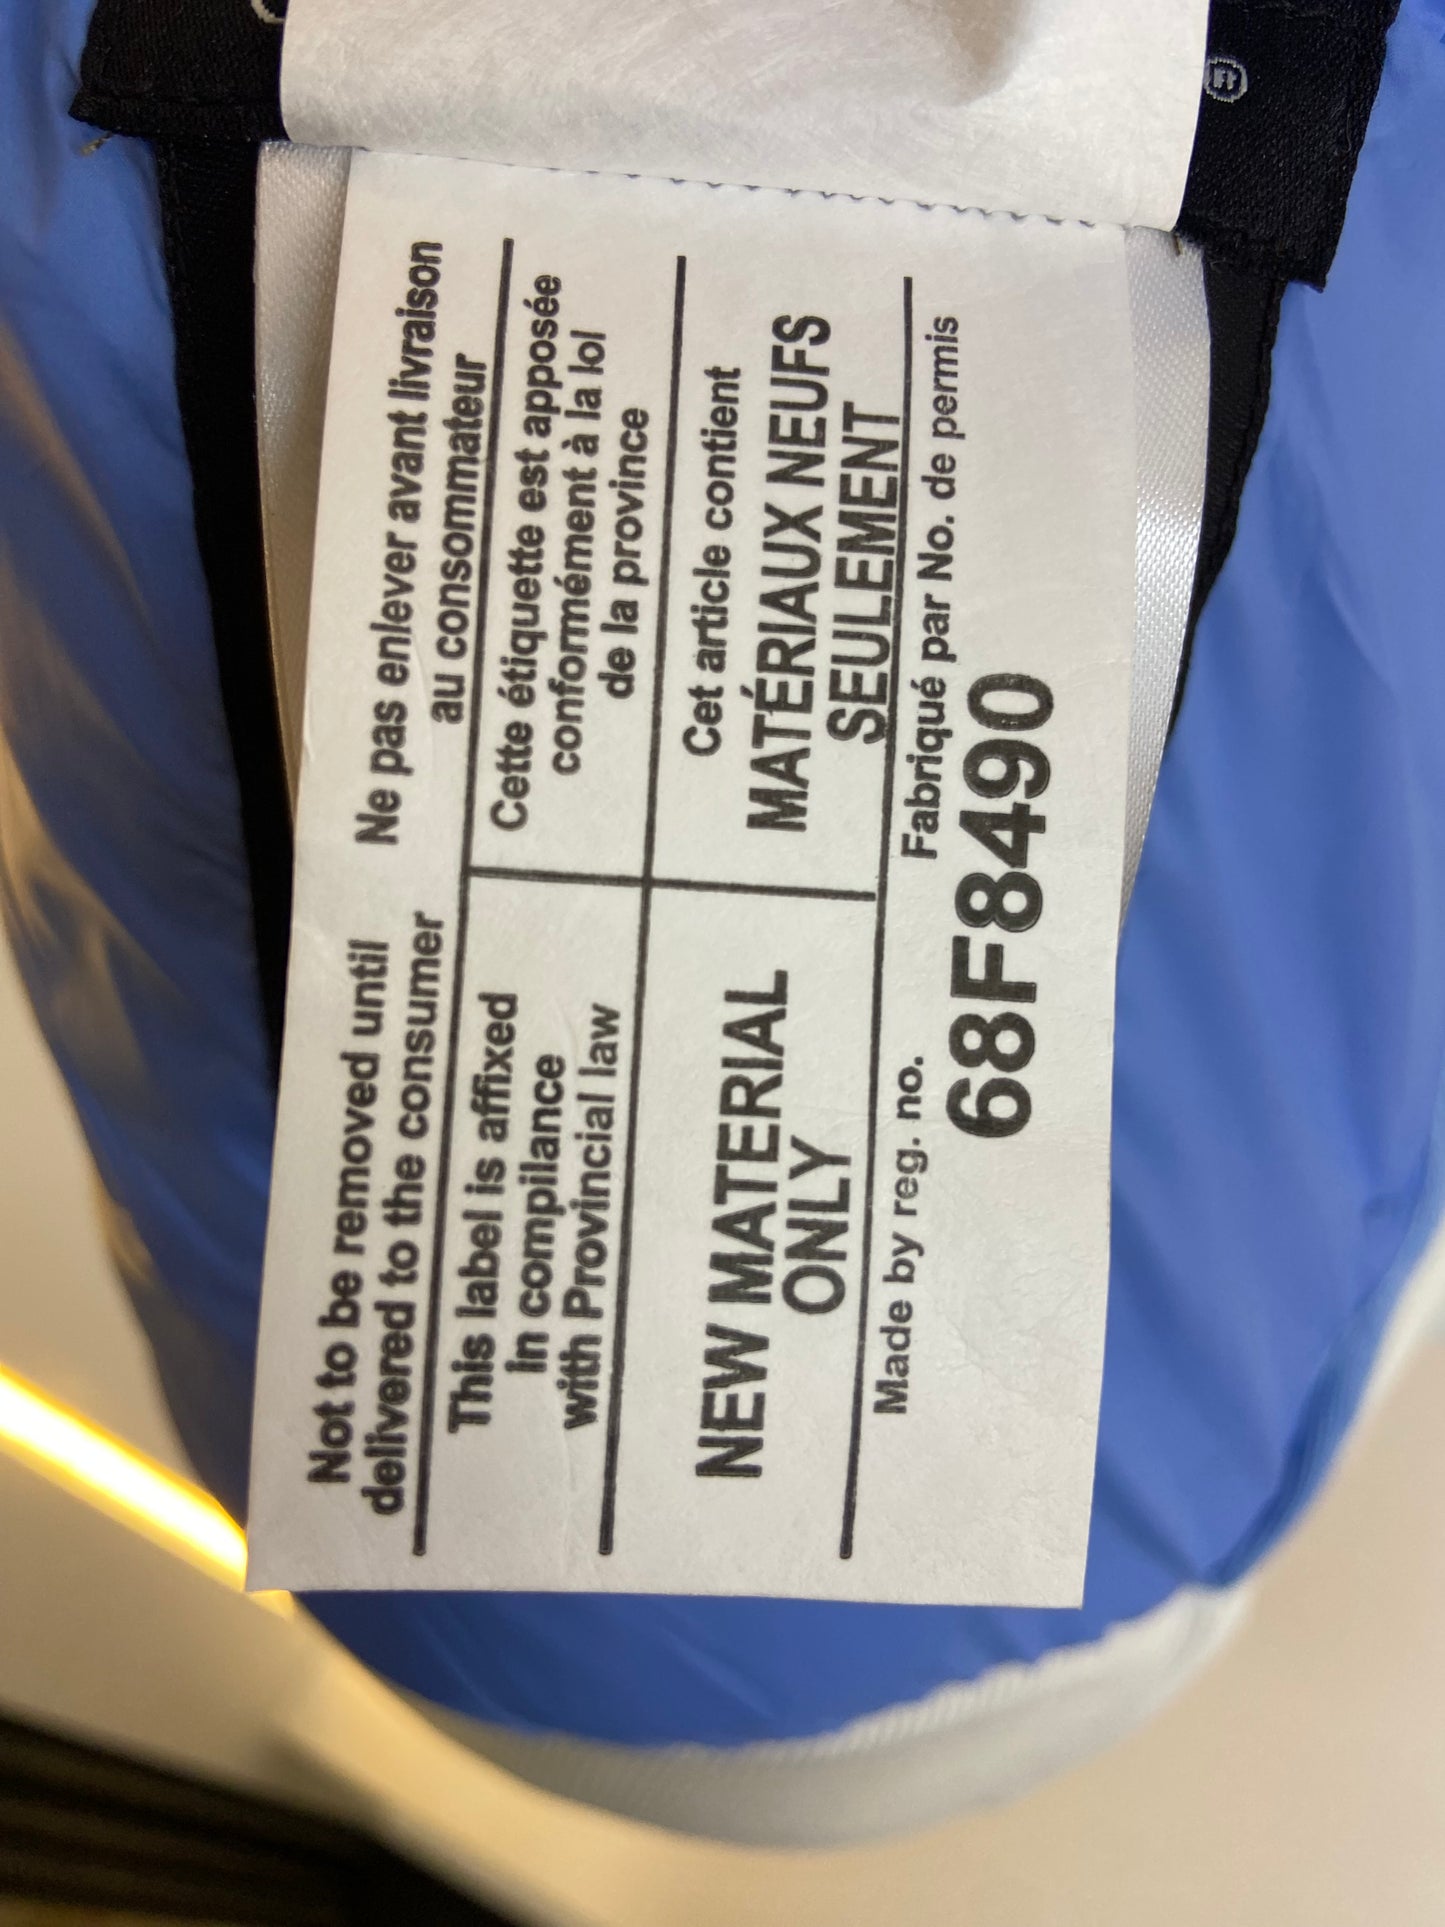 Not to be removed until
delivered to the consumer
Ne pas enlever avant livraison
au consommateur
This label is affixed
in compilance
with Provincial law
Cette étiquette est apposée
conformément à la lol
de la province
NEW MATERIAL
ONLY
Cet article contient
MATÉRIAUX NEUFS
SEULEMENT
Made by reg. no.
Fabriqué par No. de permis
68F8490